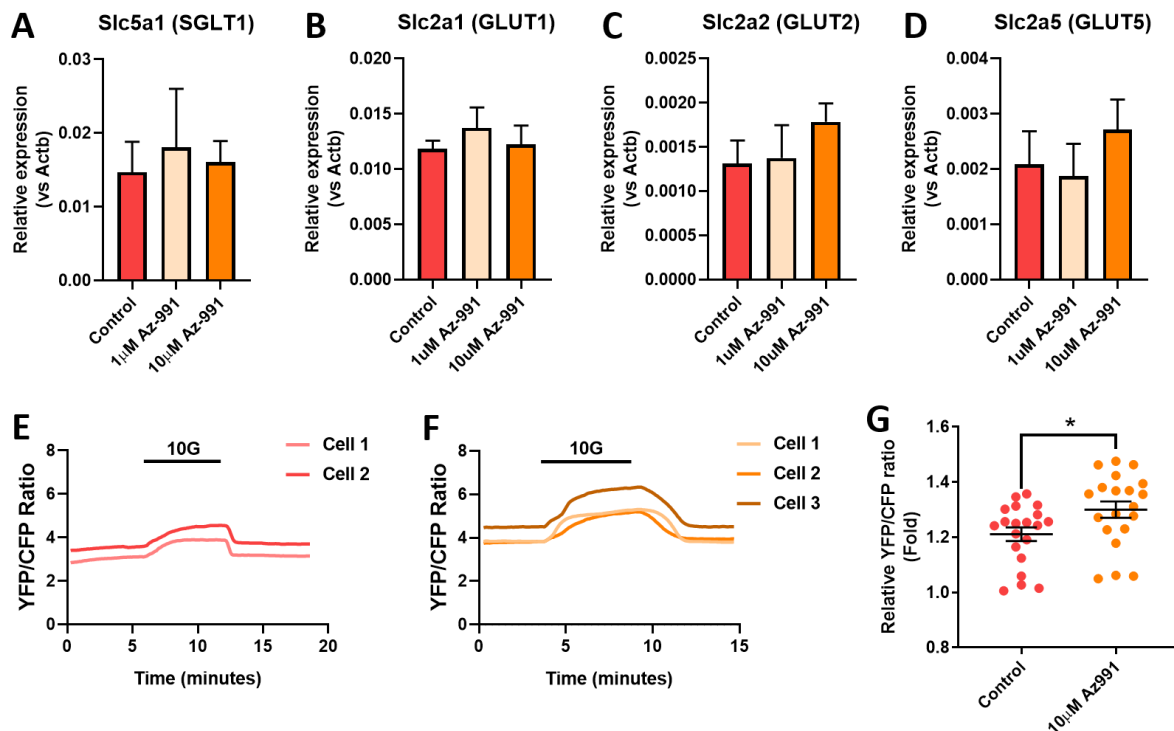 A
Slc5a1 (SGLT1)
Relative expression
(vs Actb)
0.03
0.02
0.01
0.00
Control
1μM Az-991
10μM Az-991
B
Slc2a1 (GLUT1)
Relative expression
(vs Actb)
0.020
0.015
0.010
0.005
0.000
Control
1uM Az-991
10uM Az-991
C
Slc2a2 (GLUT2)
Relative expression
(vs Actb)
0.0025
0.0020
0.0015
0.0010
0.0005
0.0000
Control
1uM Az-991
10uM Az-991
D
Slc2a5 (GLUT5)
Relative expression
(vs Actb)
0.004
0.003
0.002
0.001
0.000
Control
1uM Az-991
10uM Az-991
E
YFP/CFP Ratio
8
6
4
2
0
10G
Cell 1
Cell 2
0 5 10 15 20
Time (minutes)
F
YFP/CFP Ratio
8
6
4
2
0
10G
Cell 1
Cell 2
Cell 3
0 5 10 15
Time (minutes)
G
Relative YFP/CFP ratio
(Fold)
1.6
1.4
1.2
1.0
0.8
*
Control
10μM Az991